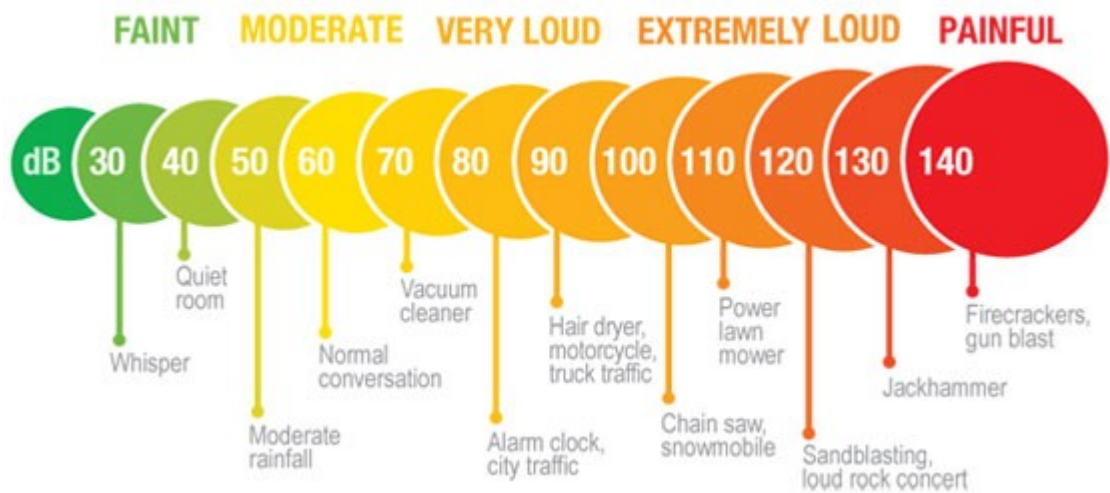 FAINT MODERATE VERY LOUD EXTREMELY LOUD PAINFUL
dB 30 40 50 60 70 80 90 100 110 120 130 140
Whisper
Quiet
room
Moderate
rainfall
Normal
conversation
Vacuum
cleaner
Alarm clock,
city traffic
Hair dryer,
motorcycle,
truck traffic
Chain saw,
snowmobile
Power
lawn
mower
Sandblasting,
loud rock concert
Jackhammer
Firecrackers,
gun blast